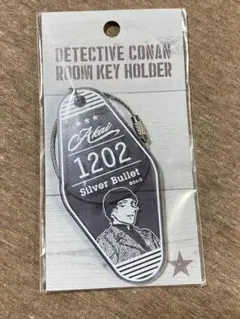 DETECTIVE CONAN
ROOM KEY HOLDER
Akai
1202
Silver Bullet